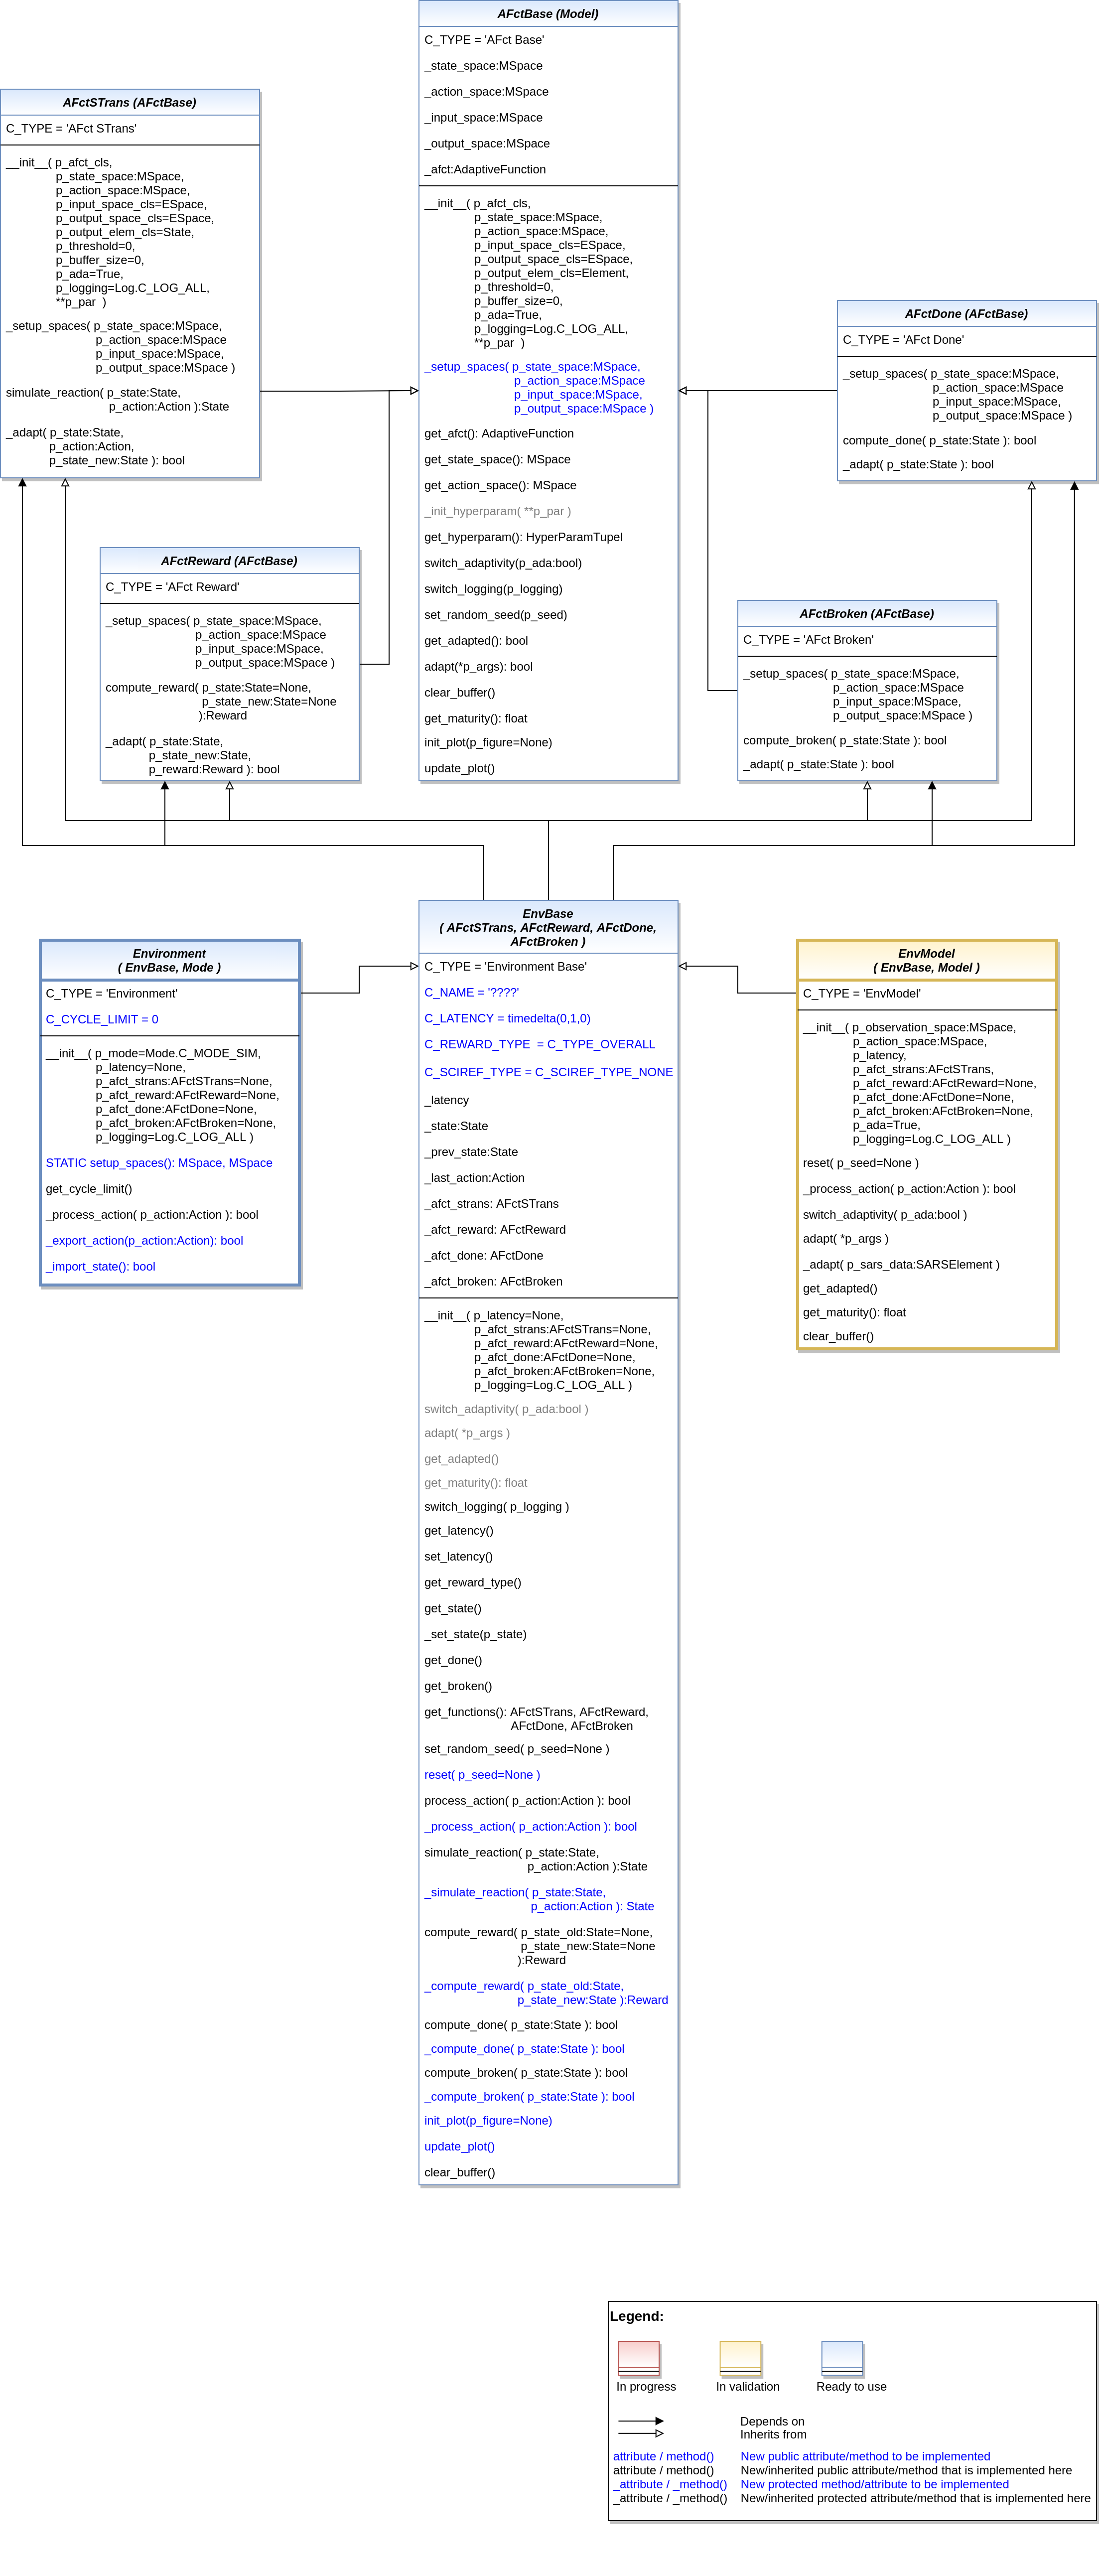 AFctBase (Model)
C_TYPE = 'AFct Base'
_state_space:MSpace
_action_space:MSpace
_input_space:MSpace
_output_space:MSpace
_afct:AdaptiveFunction
__init__( p_afct_cls,
p_state_space:MSpace,
p_action_space:MSpace,
p_input_space_cls=ESpace,
p_output_space_cls=ESpace,
p_output_elem_cls=Element,
p_threshold=0,
p_buffer_size=0,
p_ada=True,
p_logging=Log.C_LOG_ALL,
**p_par )
_setup_spaces( p_state_space:MSpace,
p_action_space:MSpace
p_input_space:MSpace,
p_output_space:MSpace )
get_afct(): AdaptiveFunction
get_state_space(): MSpace
get_action_space(): MSpace
_init_hyperparam( **p_par )
get_hyperparam(): HyperParamTupel
switch_adaptivity(p_ada:bool)
switch_logging(p_logging)
set_random_seed(p_seed)
get_adapted(): bool
adapt(*p_args): bool
clear_buffer()
get_maturity(): float
init_plot(p_figure=None)
update_plot()
AFctSTrans (AFctBase)
C_TYPE = 'AFct STrans'
__init__( p_afct_cls,
p_state_space:MSpace,
p_action_space:MSpace,
p_input_space_cls=ESpace,
p_output_space_cls=ESpace,
p_output_elem_cls=State,
p_threshold=0,
p_buffer_size=0,
p_ada=True,
p_logging=Log.C_LOG_ALL,
**p_par )
_setup_spaces( p_state_space:MSpace,
p_action_space:MSpace
p_input_space:MSpace,
p_output_space:MSpace )
simulate_reaction( p_state:State,
p_action:Action ):State
_adapt( p_state:State,
p_action:Action,
p_state_new:State ): bool
AFctDone (AFctBase)
C_TYPE = 'AFct Done'
_setup_spaces( p_state_space:MSpace,
p_action_space:MSpace
p_input_space:MSpace,
p_output_space:MSpace )
compute_done( p_state:State ): bool
_adapt( p_state:State ): bool
AFctReward (AFctBase)
C_TYPE = 'AFct Reward'
_setup_spaces( p_state_space:MSpace,
p_action_space:MSpace
p_input_space:MSpace,
p_output_space:MSpace )
compute_reward( p_state:State=None,
p_state_new:State=None
):Reward
_adapt( p_state:State,
p_state_new:State,
p_reward:Reward ): bool
AFctBroken (AFctBase)
C_TYPE = 'AFct Broken'
_setup_spaces( p_state_space:MSpace,
p_action_space:MSpace
p_input_space:MSpace,
p_output_space:MSpace )
compute_broken( p_state:State ): bool
_adapt( p_state:State ): bool
Environment
( EnvBase, Mode )
C_TYPE = 'Environment'
C_CYCLE_LIMIT = 0
__init__( p_mode=Mode.C_MODE_SIM,
p_latency=None,
p_afct_strans:AFctSTrans=None,
p_afct_reward:AFctReward=None,
p_afct_done:AFctDone=None,
p_afct_broken:AFctBroken=None,
p_logging=Log.C_LOG_ALL )
STATIC setup_spaces(): MSpace, MSpace
get_cycle_limit()
_process_action( p_action:Action ): bool
_export_action(p_action:Action): bool
_import_state(): bool
EnvBase
( AFctSTrans, AFctReward, AFctDone,
AFctBroken )
C_TYPE = 'Environment Base'
C_NAME = '????'
C_LATENCY = timedelta(0,1,0)
C_REWARD_TYPE = C_TYPE_OVERALL
C_SCIREF_TYPE = C_SCIREF_TYPE_NONE
_latency
_state:State
_prev_state:State
_last_action:Action
_afct_strans: AFctSTrans
_afct_reward: AFctReward
_afct_done: AFctDone
_afct_broken: AFctBroken
__init__( p_latency=None,
p_afct_strans:AFctSTrans=None,
p_afct_reward:AFctReward=None,
p_afct_done:AFctDone=None,
p_afct_broken:AFctBroken=None,
p_logging=Log.C_LOG_ALL )
switch_adaptivity( p_ada:bool )
adapt( *p_args )
get_adapted()
get_maturity(): float
switch_logging( p_logging )
get_latency()
set_latency()
get_reward_type()
get_state()
_set_state(p_state)
get_done()
get_broken()
get_functions(): AFctSTrans, AFctReward,
AFctDone, AFctBroken
set_random_seed( p_seed=None )
reset( p_seed=None )
process_action( p_action:Action ): bool
_process_action( p_action:Action ): bool
simulate_reaction( p_state:State,
p_action:Action ):State
_simulate_reaction( p_state:State,
p_action:Action ): State
compute_reward( p_state_old:State=None,
p_state_new:State=None
):Reward
_compute_reward( p_state_old:State,
p_state_new:State ):Reward
compute_done( p_state:State ): bool
_compute_done( p_state:State ): bool
compute_broken( p_state:State ): bool
_compute_broken( p_state:State ): bool
init_plot(p_figure=None)
update_plot()
clear_buffer()
EnvModel
( EnvBase, Model )
C_TYPE = 'EnvModel'
__init__( p_observation_space:MSpace,
p_action_space:MSpace,
p_latency,
p_afct_strans:AFctSTrans,
p_afct_reward:AFctReward=None,
p_afct_done:AFctDone=None,
p_afct_broken:AFctBroken=None,
p_ada=True,
p_logging=Log.C_LOG_ALL )
reset( p_seed=None )
_process_action( p_action:Action ): bool
switch_adaptivity( p_ada:bool )
adapt( *p_args )
_adapt( p_sars_data:SARSElement )
get_adapted()
get_maturity(): float
clear_buffer()
Legend:
In progress
In validation
Ready to use
Depends on
Inherits from
attribute / method() New public attribute/method to be implemented
attribute / method() New/inherited public attribute/method that is implemented here
_attribute / _method() New protected method/attribute to be implemented
_attribute / _method() New/inherited protected attribute/method that is implemented here